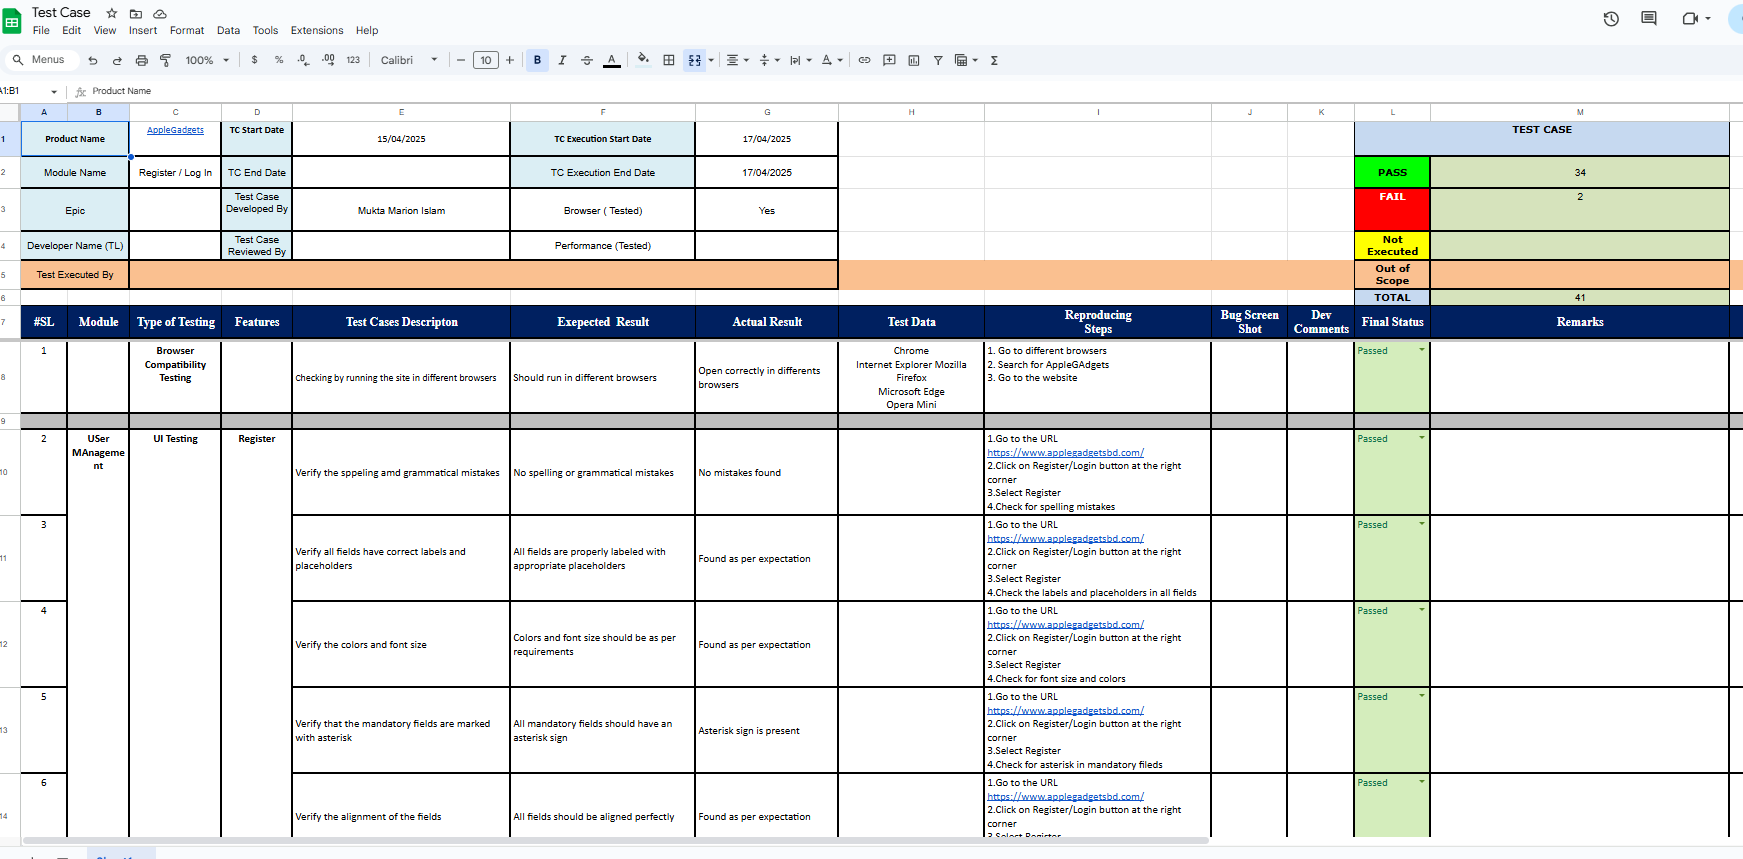 Test Case
File Edit View Insert Format Data Tools Extensions Help
Menus 100% $ % .0 .00 123 Calibri 10 B I A
A1:B1 fx Product Name
A B C D E F G H I J K L M
1 Product Name AppleGadgets TC Start Date 15/04/2025 TC Execution Start Date 17/04/2025 TEST CASE
2 Module Name Register / Log In TC End Date TC Execution End Date 17/04/2025 PASS 34
3 Epic Test Case
Developed By Mukta Marion Islam Browser ( Tested) Yes FAIL 2
4 Developer Name (TL) Test Case
Reviewed By Performance (Tested) Not
Executed
5 Test Executed By Out of
Scope
6 TOTAL 41
7 #SL Module Type of Testing Features Test Cases Descripton Exepected Result Actual Result Test Data Reproducing
Steps Bug Screen
Shot Dev
Comments Final Status Remarks
8
1
Browser
Compatibility
Testing
Checking by running the site in different browsers
Should run in different browsers
Open correctly in differents
browsers
Chrome
Internet Explorer Mozilla
Firefox
Microsoft Edge
Opera Mini
1. Go to different browsers
2. Search for AppleGAdgets
3. Go to the website
Passed
9
10
2
USer
MAnageme
nt
UI Testing
Register
Verify the sppeling amd grammatical mistakes
No spelling or grammatical mistakes
No mistakes found
1.Go to the URL
https://www.applegadgetsbd.com/
2.Click on Register/Login button at the right
corner
3.Select Register
4.Check for spelling mistakes
Passed
11
3
Verify all fields have correct labels and
placeholders
All fields are properly labeled with
appropriate placeholders
Found as per expectation
1.Go to the URL
https://www.applegadgetsbd.com/
2.Click on Register/Login button at the right
corner
3.Select Register
4.Check the labels and placeholders in all fields
Passed
12
4
Verify the colors and font size
Colors and font size should be as per
requirements
Found as per expectation
1.Go to the URL
https://www.applegadgetsbd.com/
2.Click on Register/Login button at the right
corner
3.Select Register
4.Check for font size and colors
Passed
13
5
Verify that the mandatory fields are marked
with asterisk
All mandatory fields should have an
asterisk sign
Asterisk sign is present
1.Go to the URL
https://www.applegadgetsbd.com/
2.Click on Register/Login button at the right
corner
3.Select Register
4.Check for asterisk in mandatory fileds
Passed
14
6
Verify the alignment of the fields
All fields should be aligned perfectly
Found as per expectation
1.Go to the URL
https://www.applegadgetsbd.com/
2.Click on Register/Login button at the right
corner
3.Select Register
Passed